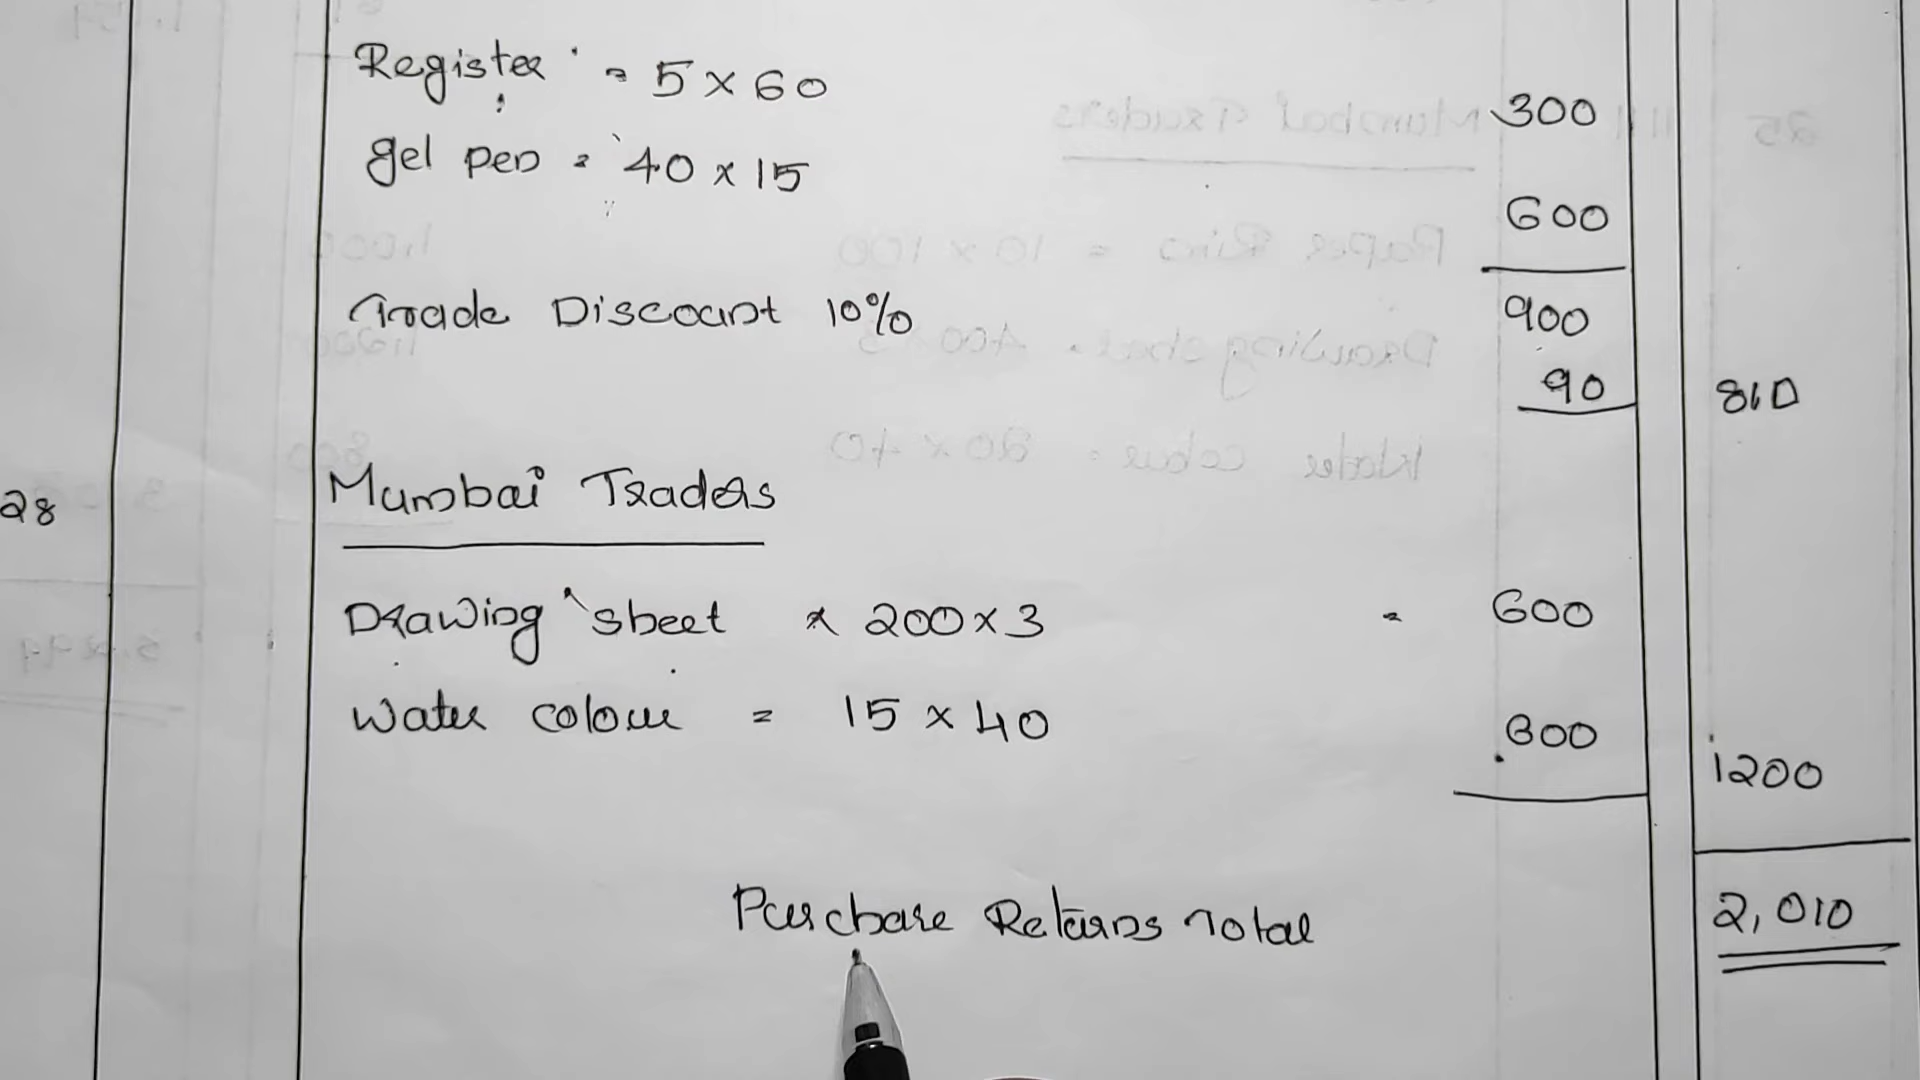 Register = 5 x 60 300
gel pen = 40 x 15
600
Trade Discount 10% 900
90 810
28 Mumbai Traders
Drawing sheet x 200 x 3 = 600
Water colour = 15 x 40 600
1200
Purchase Returns Total 2,010